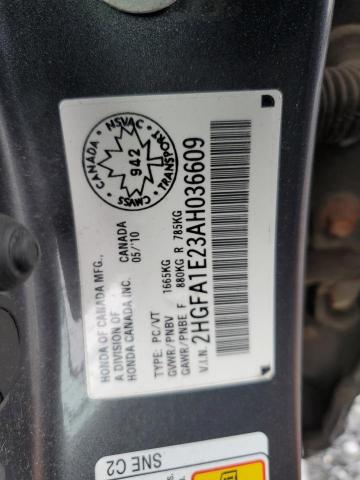 CANADA
NSVAC
942
CMVSS
TRANSPORT
HONDA OF CANADA MFG.,
A DIVISION OF CANADA
HONDA CANADA INC. 05/'10
TYPE: PC/VT 1665KG
GVWR/PNBV
GAWR/PNBE F 880KG R 785KG
V.I.N. 2HGFA1E23AH036609
SNE C2